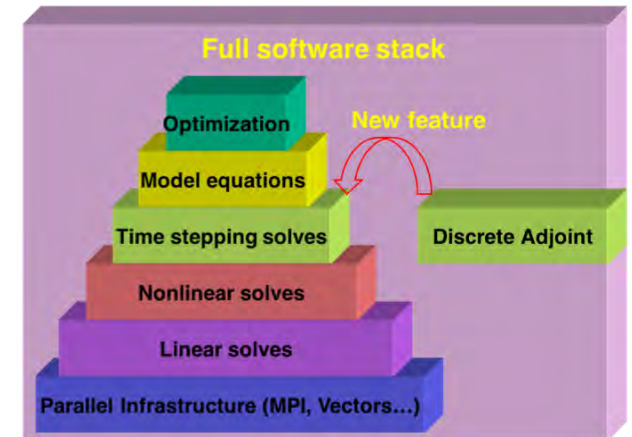 Full software stack
Optimization
New feature
Model equations
Time stepping solves
Discrete Adjoint
Nonlinear solves
Linear solves
Parallel Infrastructure (MPI, Vectors...)